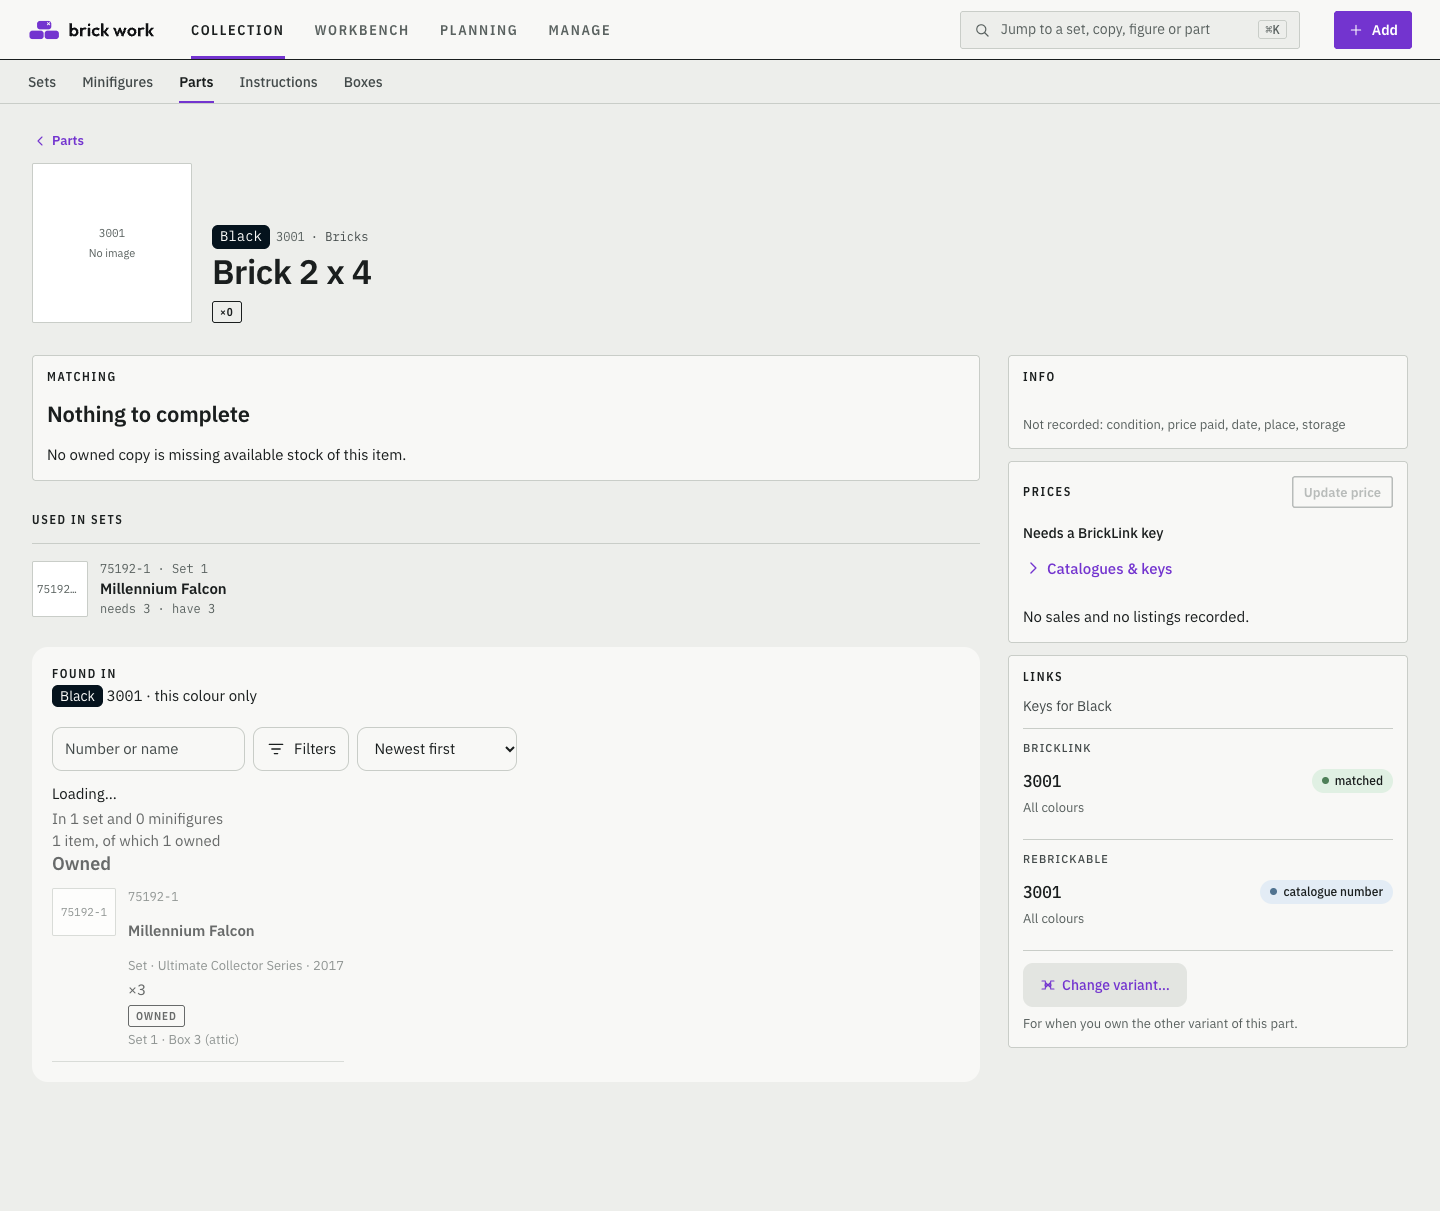 brick work
COLLECTION
WORKBENCH
PLANNING
MANAGE
Jump to a set, copy, figure or part
⌘K
Add
Sets
Minifigures
Parts
Instructions
Boxes
Parts
3001
No image
Black 3001 · Bricks
Brick 2 x 4
×0
MATCHING
Nothing to complete
No owned copy is missing available stock of this item.
USED IN SETS
75192…
75192-1 · Set 1
Millennium Falcon
needs 3 · have 3
FOUND IN
Black 3001 · this colour only
Number or name
Filters
Newest first
Loading…
In 1 set and 0 minifigures
1 item, of which 1 owned
Owned
75192-1
75192-1
Millennium Falcon
Set · Ultimate Collector Series · 2017
×3
OWNED
Set 1 · Box 3 (attic)
INFO
Not recorded: condition, price paid, date, place, storage
PRICES
Update price
Needs a BrickLink key
Catalogues & keys
No sales and no listings recorded.
LINKS
Keys for Black
BRICKLINK
3001
matched
All colours
REBRICKABLE
3001
catalogue number
All colours
Change variant…
For when you own the other variant of this part.